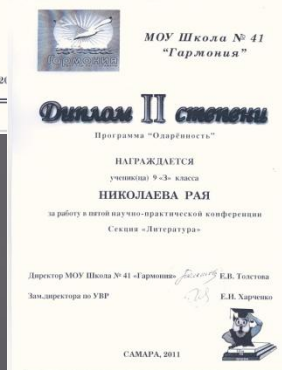 20
Гармония
МОУ Школа № 41
"Гармония"
Диплом II степени
Программа "Одарённость"
НАГРАЖДАЕТСЯ
ученик(ца) 9 «З» класса
НИКОЛАЕВА РАЯ
за работу в пятой научно-практической конференции
Секция «Литература»
Директор МОУ Школа № 41 «Гармония» Е.В. Толстова
Зам.директора по УВР Е.И. Харченко
САМАРА, 2011